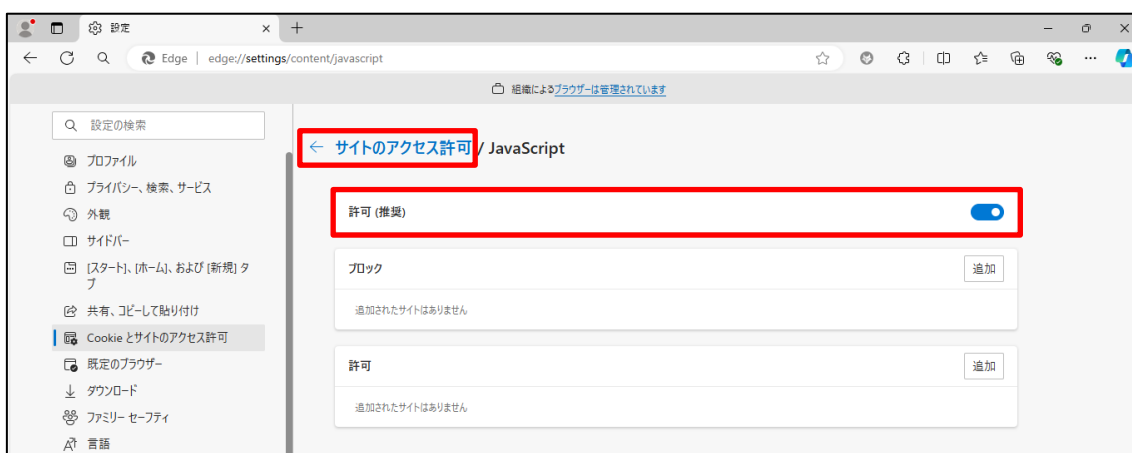 設定
Edge | edge://settings/content/javascript
組織によるブラウザーは管理されています
設定の検索
プロファイル
プライバシー、検索、サービス
外観
サイドバー
[スタート]、[ホーム]、および [新規] タ
ブ
共有、コピーして貼り付け
Cookie とサイトのアクセス許可
既定のブラウザー
ダウンロード
ファミリー セーフティ
言語
サイトのアクセス許可 / JavaScript
許可 (推奨)
ブロック
追加
追加されたサイトはありません
許可
追加
追加されたサイトはありません